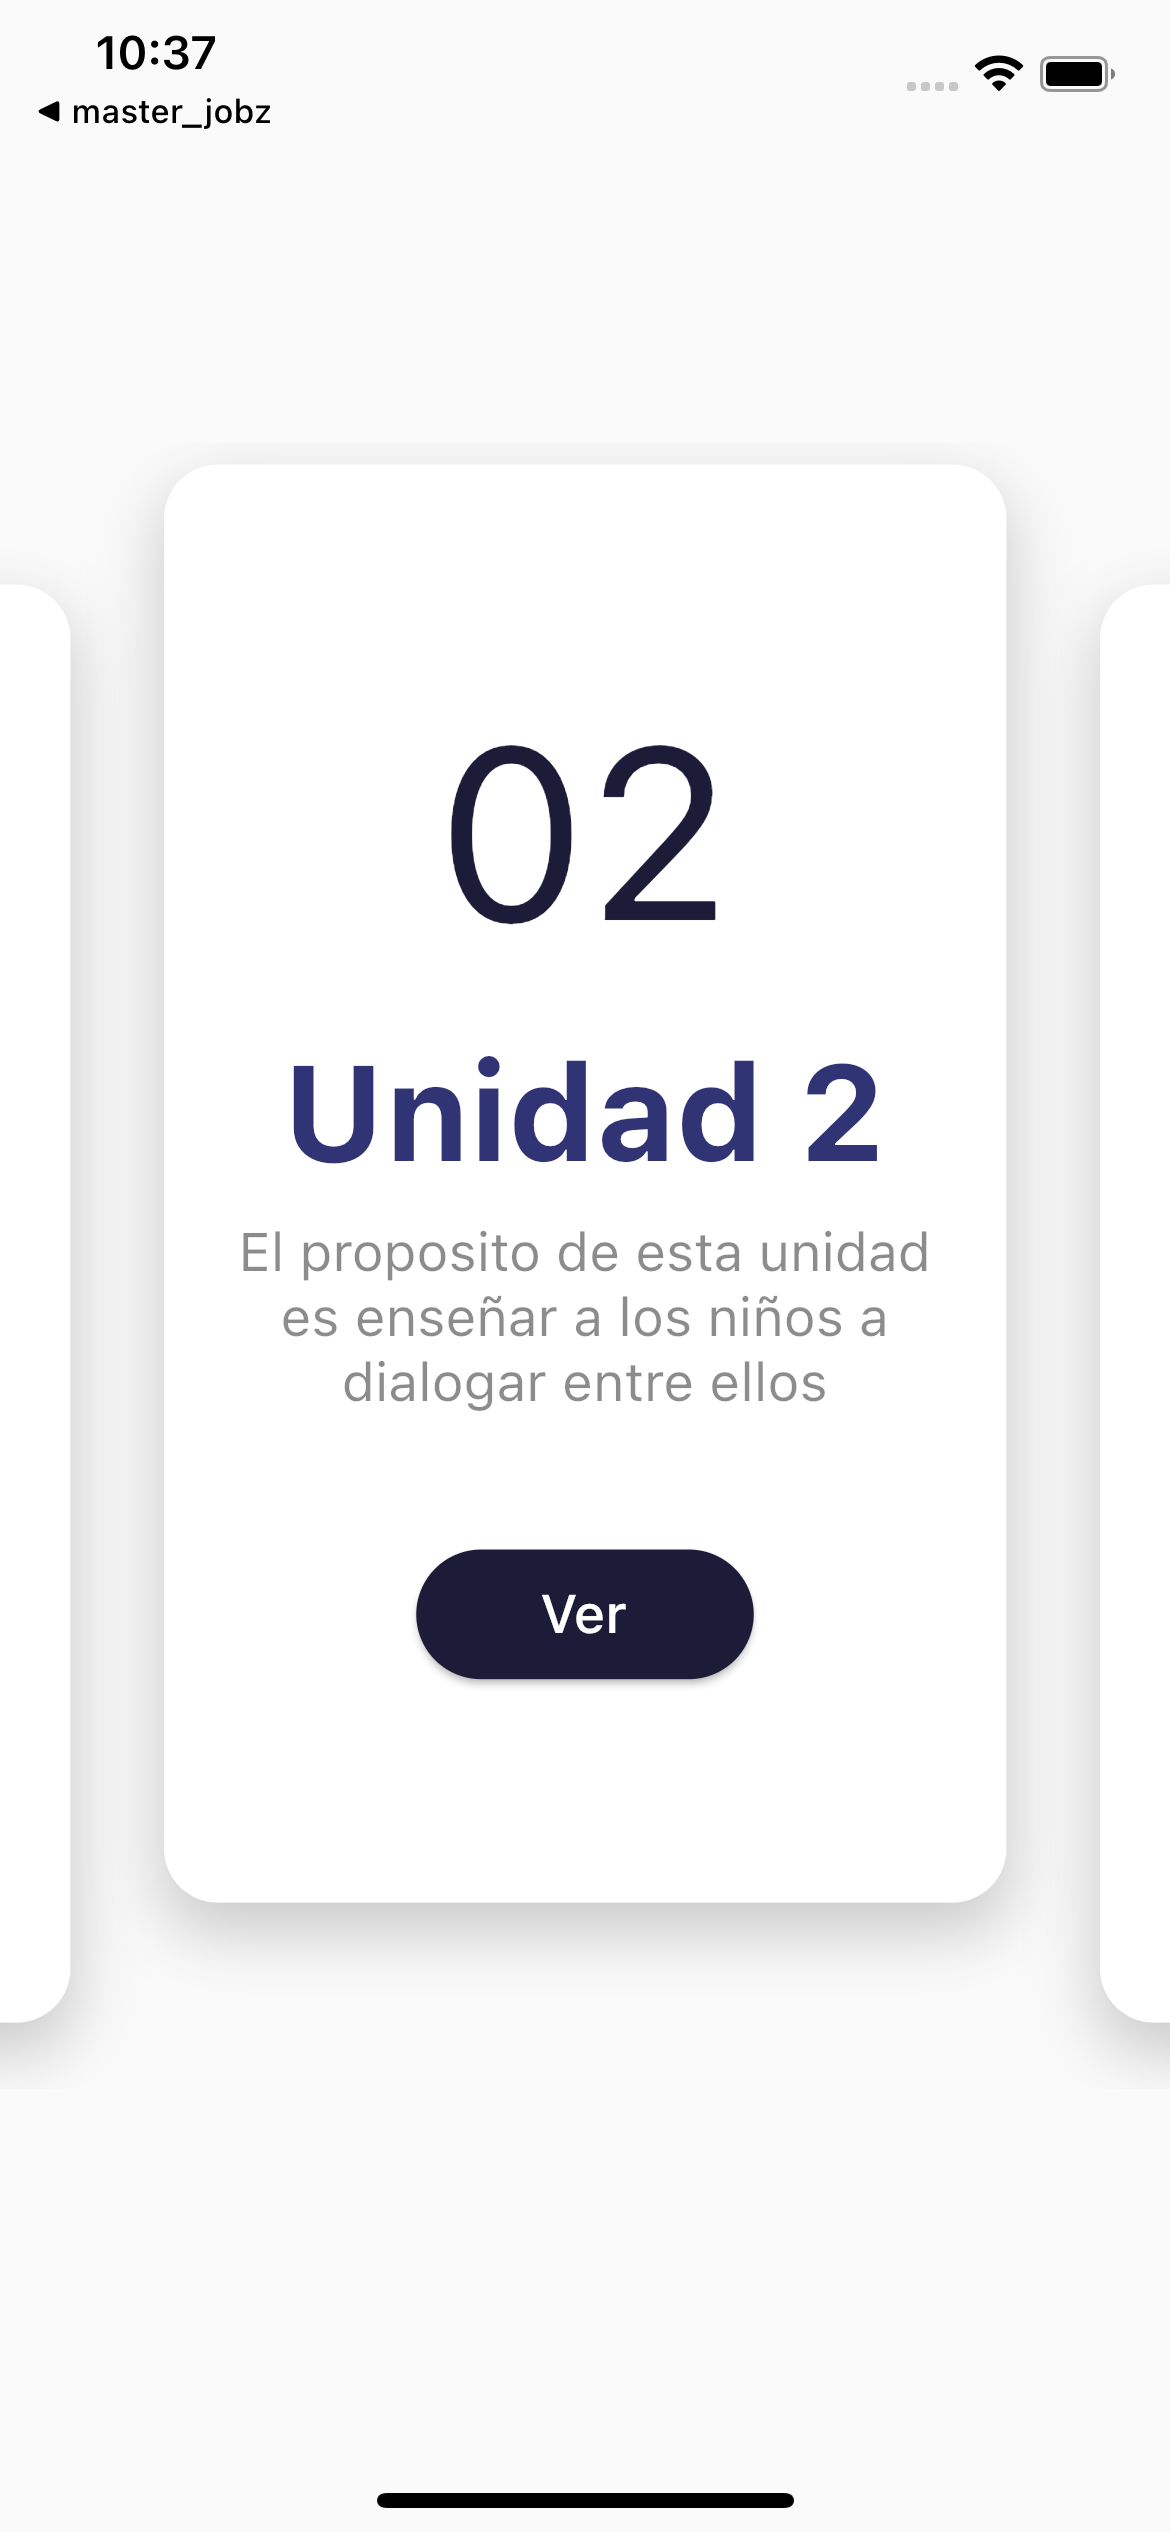 10:37
master_jobz
02
Unidad 2
El proposito de esta unidad
es enseñar a los niños a
dialogar entre ellos
Ver